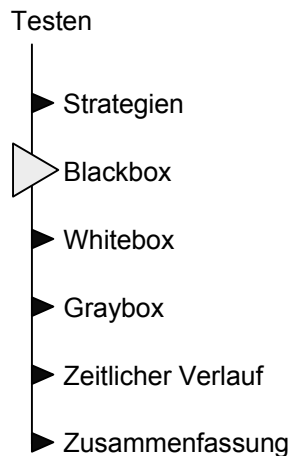 Testen
Strategien
Blackbox
Whitebox
Graybox
Zeitlicher Verlauf
Zusammenfassung